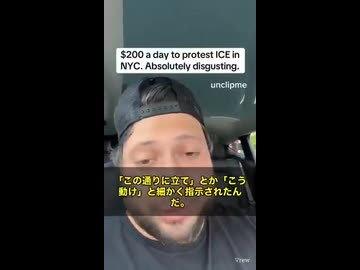 $200 a day to protest ICE in
NYC. Absolutely disgusting.
unclipme
「この通りに立て」とか「こう
動け」と細かく指示されたん
だ。
Vrew